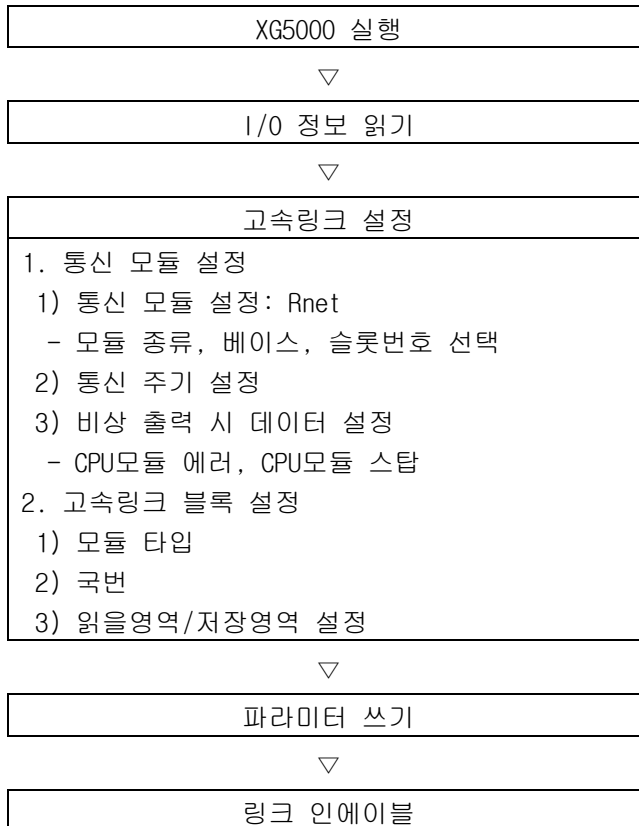 XG5000 실행
▽
I/O 정보 읽기
▽
고속링크 설정
1. 통신 모듈 설정
1) 통신 모듈 설정: Rnet
- 모듈 종류, 베이스, 슬롯번호 선택
2) 통신 주기 설정
3) 비상 출력 시 데이터 설정
- CPU모듈 에러, CPU모듈 스탑
2. 고속링크 블록 설정
1) 모듈 타입
2) 국번
3) 읽을영역/저장영역 설정
▽
파라미터 쓰기
▽
링크 인에이블